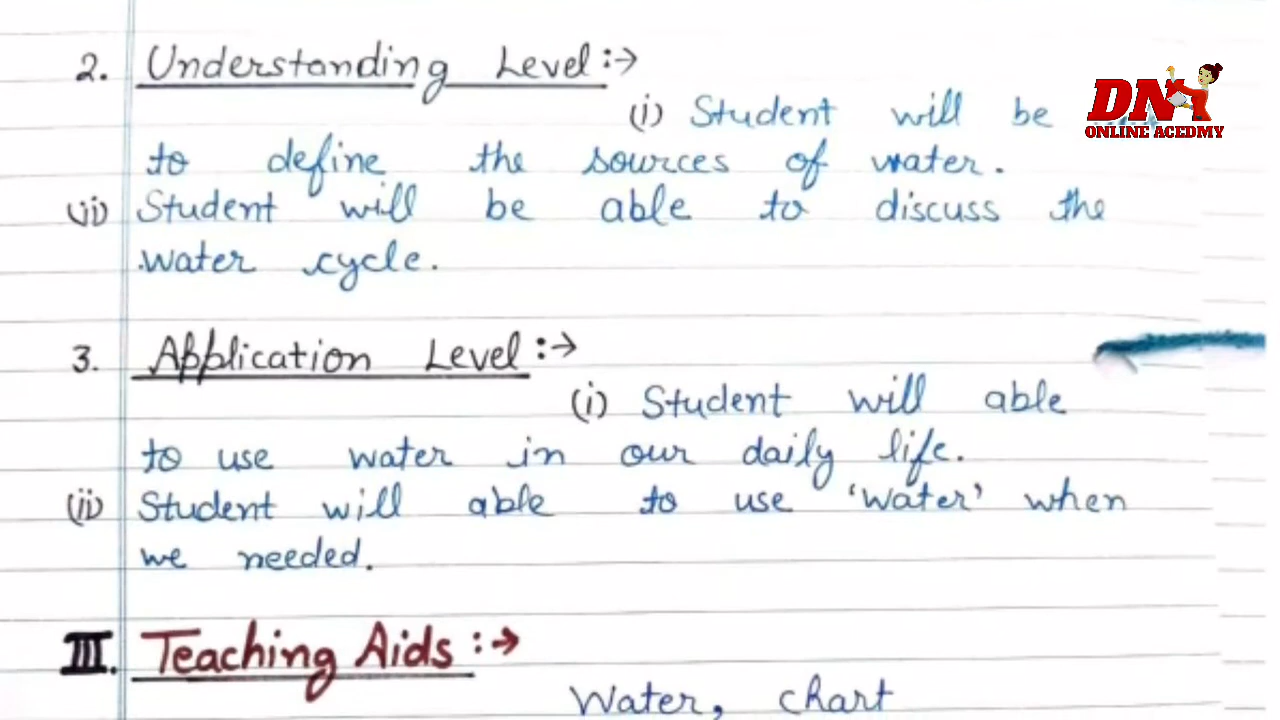 2. Understanding Level :→
(i) Student will be
to define the sources of water.
(ii) Student will be able to discuss the
water cycle.
3. Application Level :→
(i) Student will able
to use water in our daily life.
(ii) Student will able to use 'water' when
we needed.
III. Teaching Aids :→
Water, chart
DN
ONLINE ACEDMY